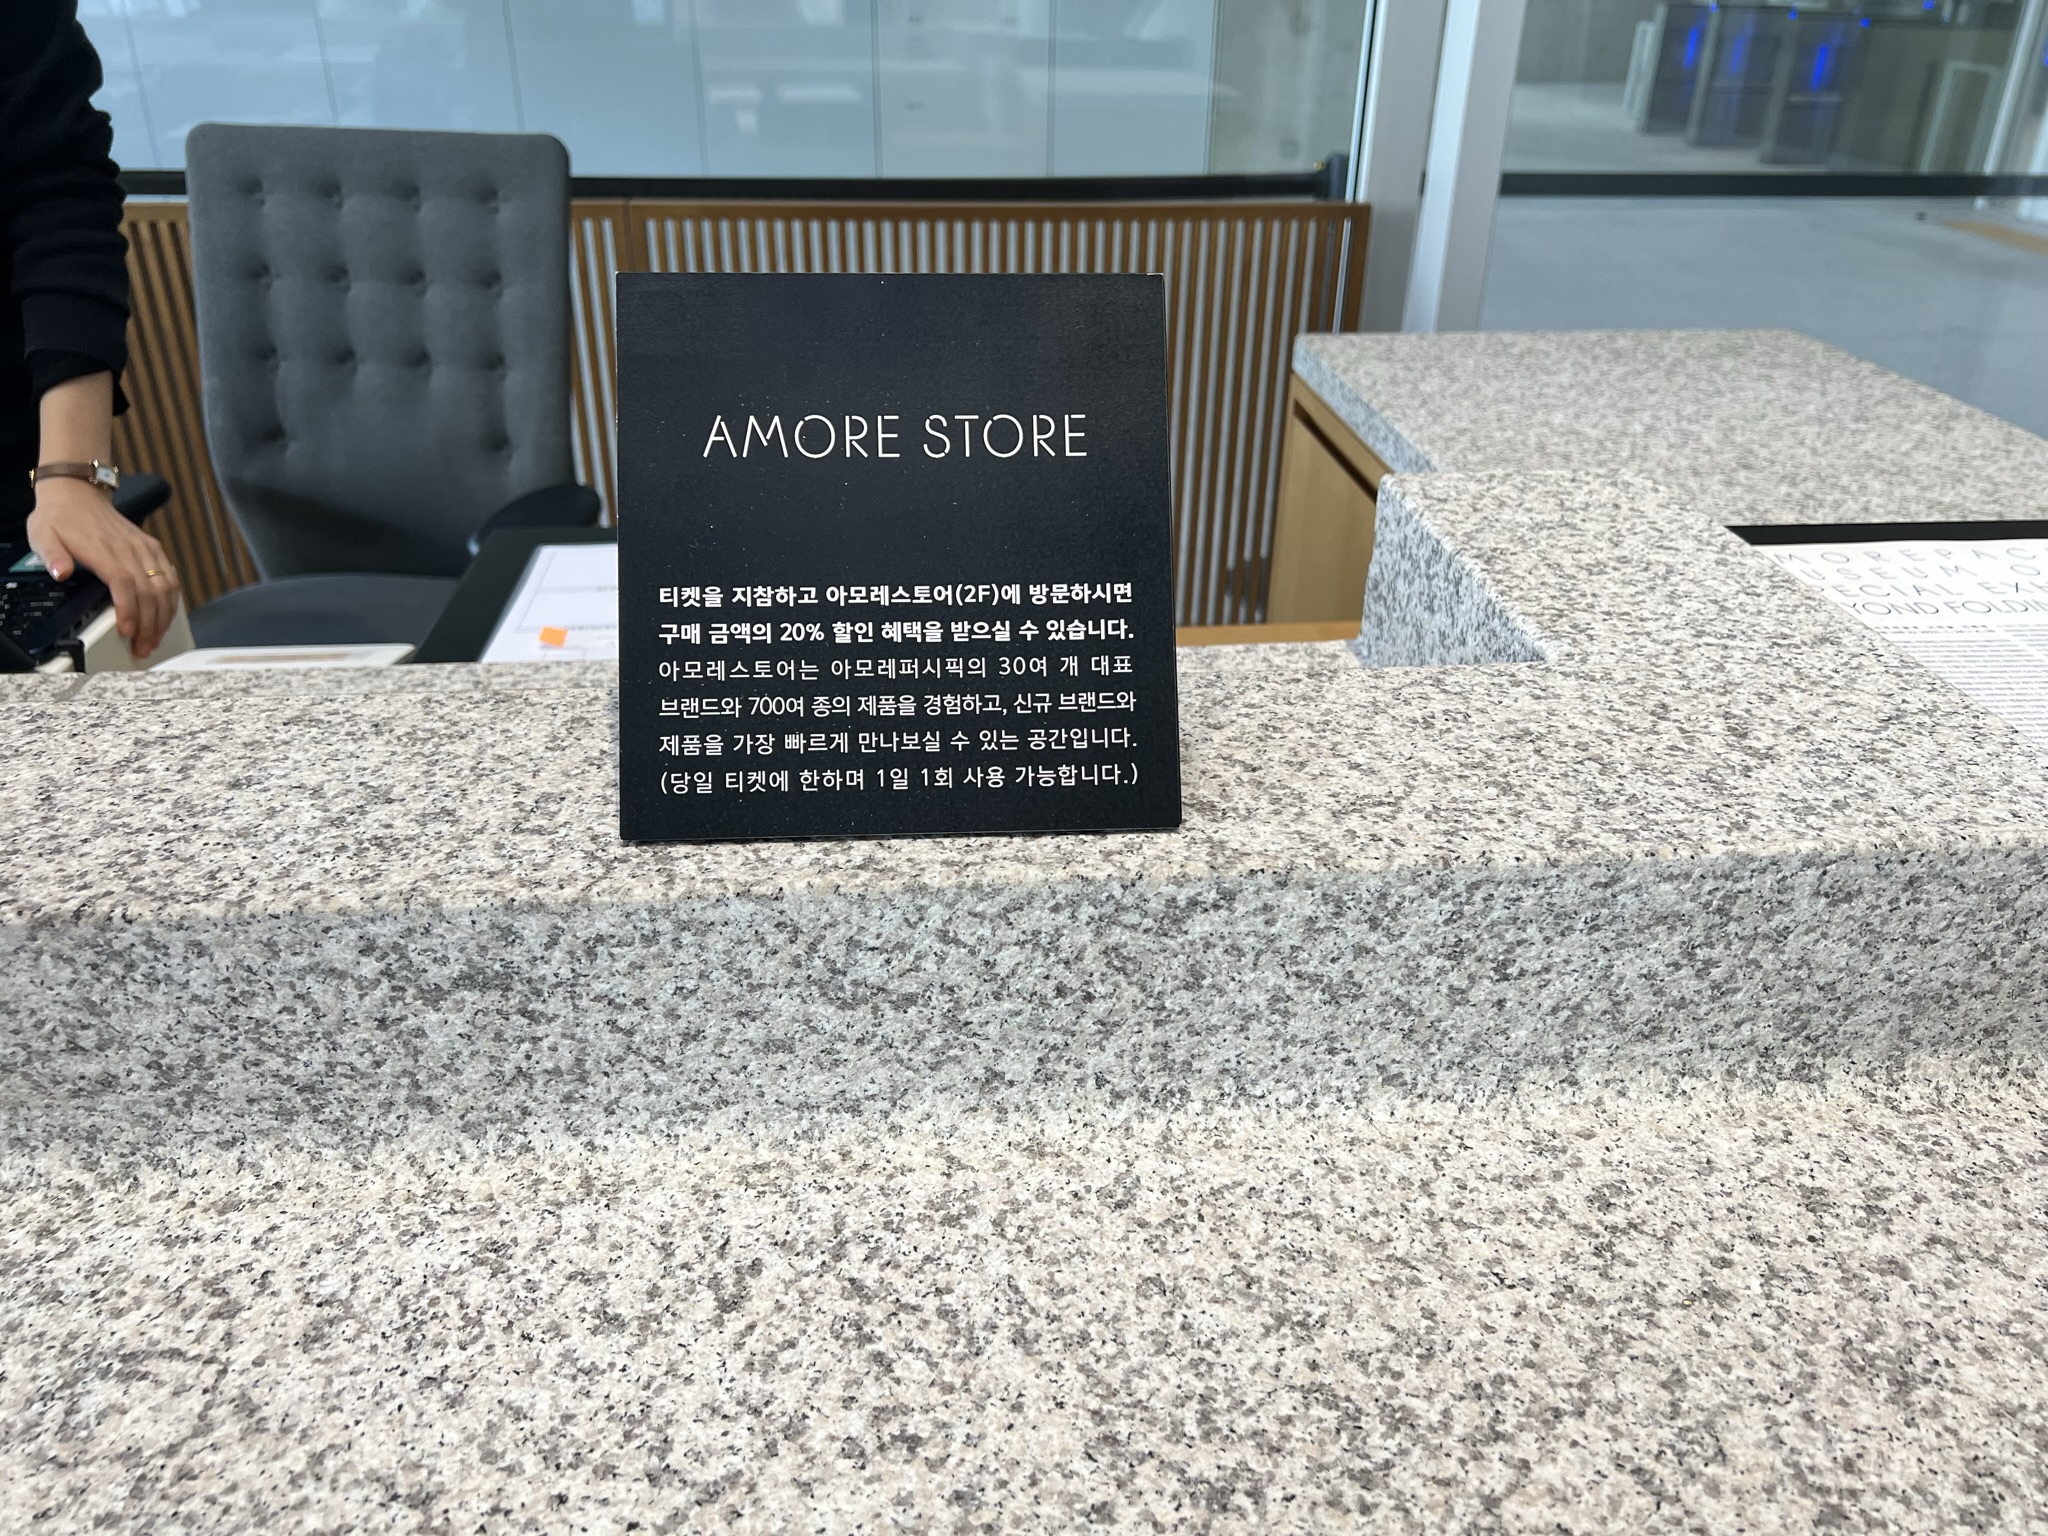 AMORE STORE
티켓을 지참하고 아모레스토어(2F)에 방문하시면
구매 금액의 20% 할인 혜택을 받으실 수 있습니다.
아모레스토어는 아모레퍼시픽의 30여 개 대표
브랜드와 700여 종의 제품을 경험하고, 신규 브랜드와
제품을 가장 빠르게 만나보실 수 있는 공간입니다.
(당일 티켓에 한하며 1일 1회 사용 가능합니다.)
MOREPAC
USEUM O
ECIAL EX
YOND FOLDIN